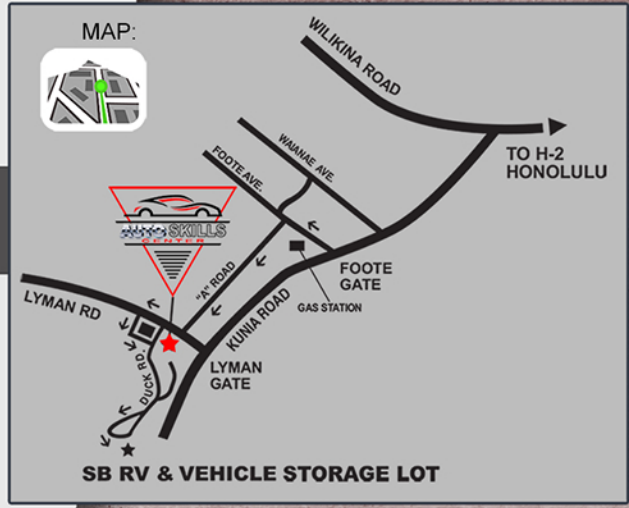 MAP:
WILIKINA ROAD
TO H-2
HONOLULU
WAIANAE AVE.
FOOTE AVE.
AUTO SKILLS
CENTER
"A" ROAD
FOOTE
GATE
GAS STATION
KUNIA ROAD
LYMAN RD
LYMAN
GATE
DUCK RD.
SB RV & VEHICLE STORAGE LOT